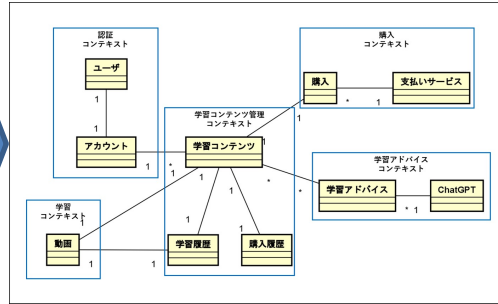 認証
コンテキスト
ユーザ
1
1
アカウント
1
*
学習コンテンツ管理
コンテキスト
学習コンテンツ
1
1
1
1
学習履歴
1
1
購入履歴
1
購入
コンテキスト
購入
*
1
支払いサービス
1
1
学習アドバイス
コンテキスト
学習アドバイス
*
*
* 1
ChatGPT
学習
コンテキスト
動画
1
1